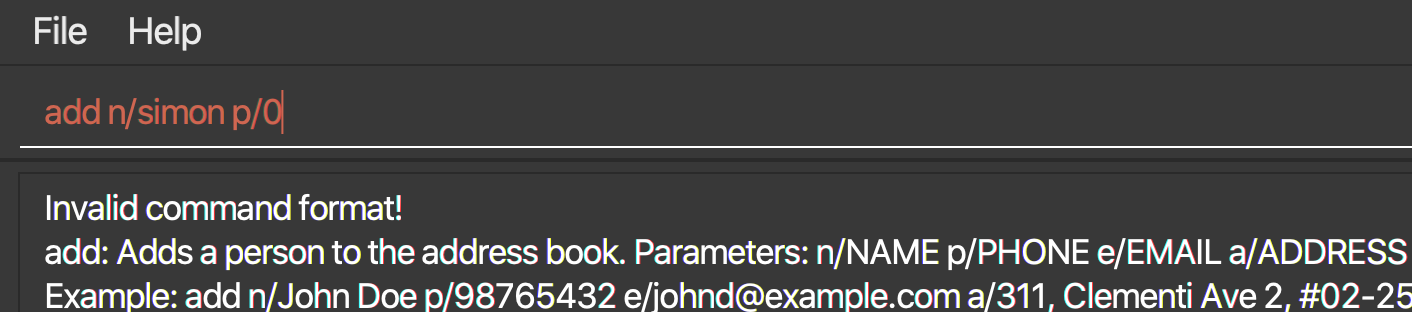 File Help
add n/simon p/0
Invalid command format!
add: Adds a person to the address book. Parameters: n/NAME p/PHONE e/EMAIL a/ADDRESS
Example: add n/John Doe p/98765432 e/johnd@example.com a/311, Clementi Ave 2, #02-25